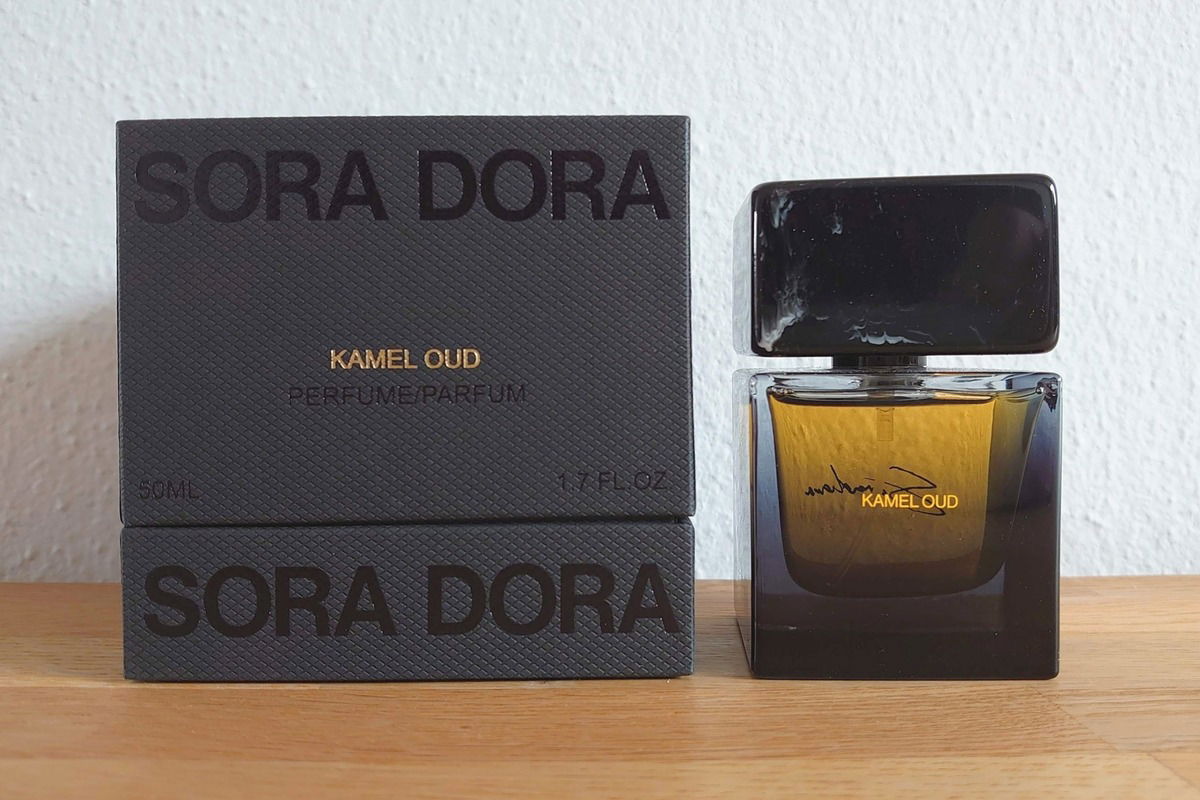 SORA DORA
KAMEL OUD
PERFUME/PARFUM
50ML
1.7 FL.OZ
SORA DORA
KAMEL OUD